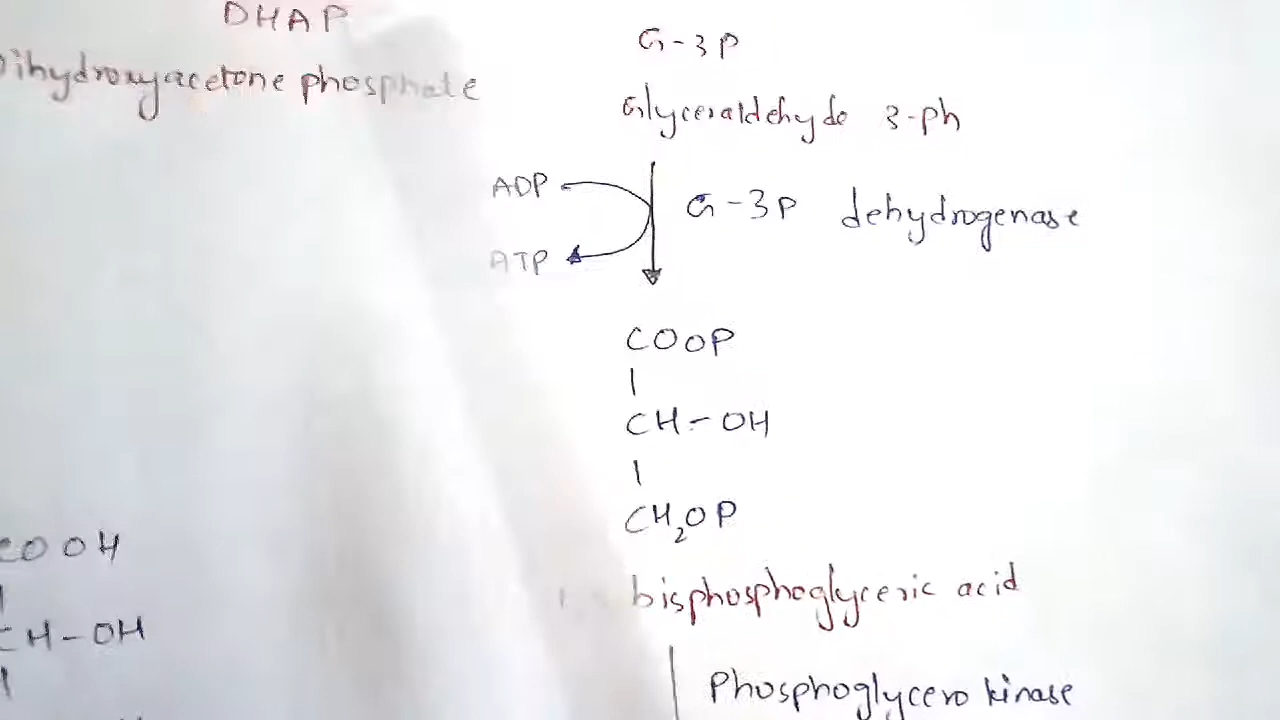 DHAP
Dihydroxyacetone phosphate
G-3P
Glyceraldehyde 3-ph
ADP
G-3P dehydrogenase
ATP
COOP
CH-OH
CH2OP
bisphosphoglyceric acid
COOH
CH-OH
Phosphoglycero kinase